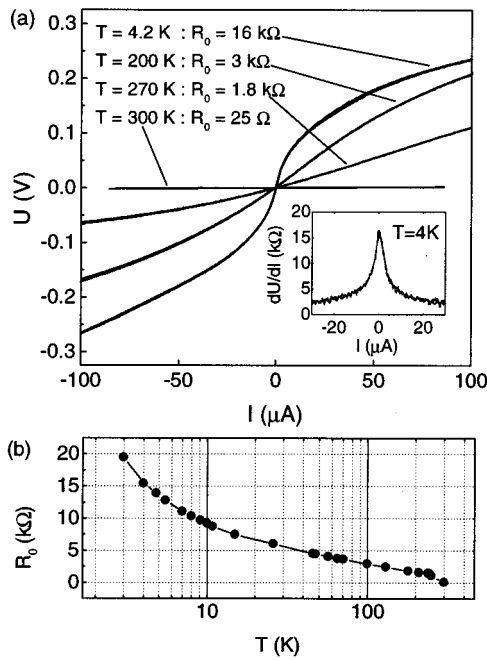 (a)
0.3
0.2
0.1
0.0
-0.1
-0.2
-0.3
U (V)
T = 4.2 K : R₀ = 16 kΩ
T = 200 K : R₀ = 3 kΩ
T = 270 K : R₀ = 1.8 kΩ
T = 300 K : R₀ = 25 Ω
20
15
10
5
0
dU/dI (kΩ)
T=4K
-20 0 20
I (μA)
-100 -50 0 50 100
I (μA)
(b)
20
15
10
5
0
R₀ (kΩ)
10 100
T (K)